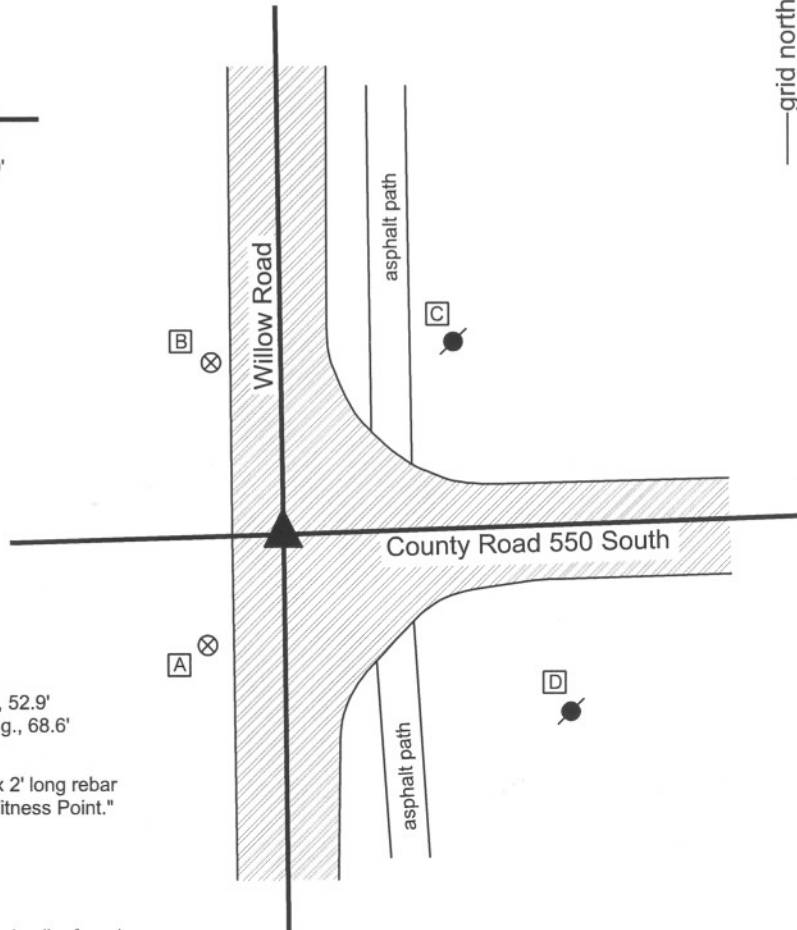 grid north
asphalt path
Willow Road
C
B
County Road 550 South
A
D
, 52.9'
g., 68.6'
x 2' long rebar
itness Point."
asphalt path